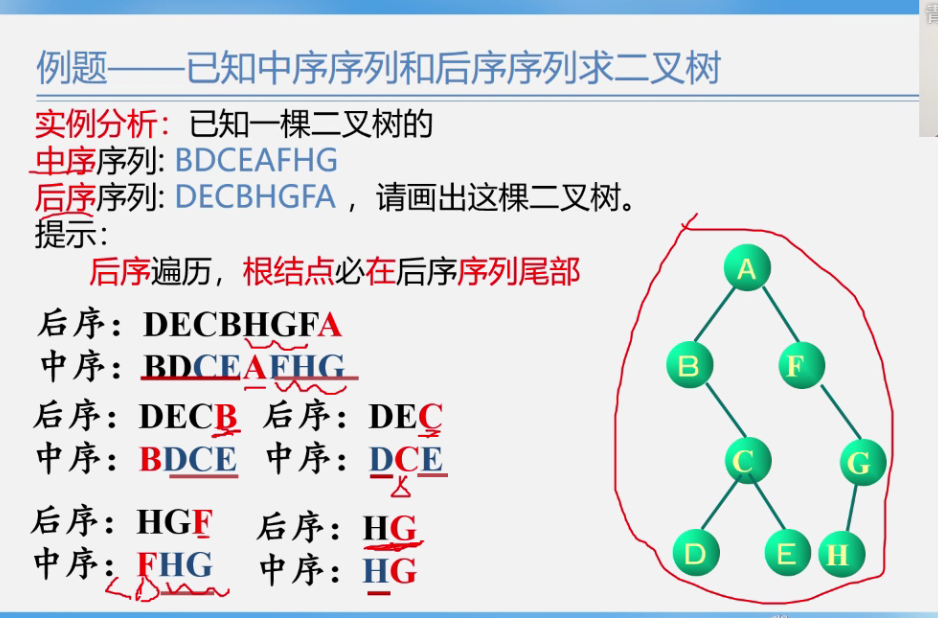 例题——已知中序序列和后序序列求二叉树
实例分析：已知一棵二叉树的
中序序列: BDCEAFHG
后序序列: DECBHGFA ，请画出这棵二叉树。
提示：
后序遍历，根结点必在后序序列尾部
后序：DECBHGFA
中序：BDCEAFHG
后序：DECB 后序：DEC
中序：BDCE 中序：DCE
后序：HGF 后序：HG
中序：FHG 中序：HG
A
B F
C G
D E H